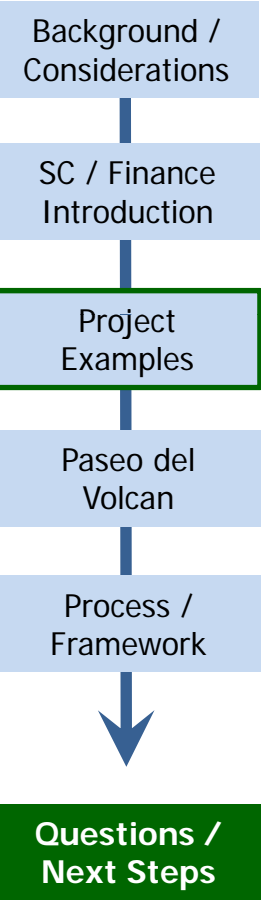 Background /
Considerations
SC / Finance
Introduction
Project
Examples
Paseo del
Volcan
Process /
Framework
Questions /
Next Steps